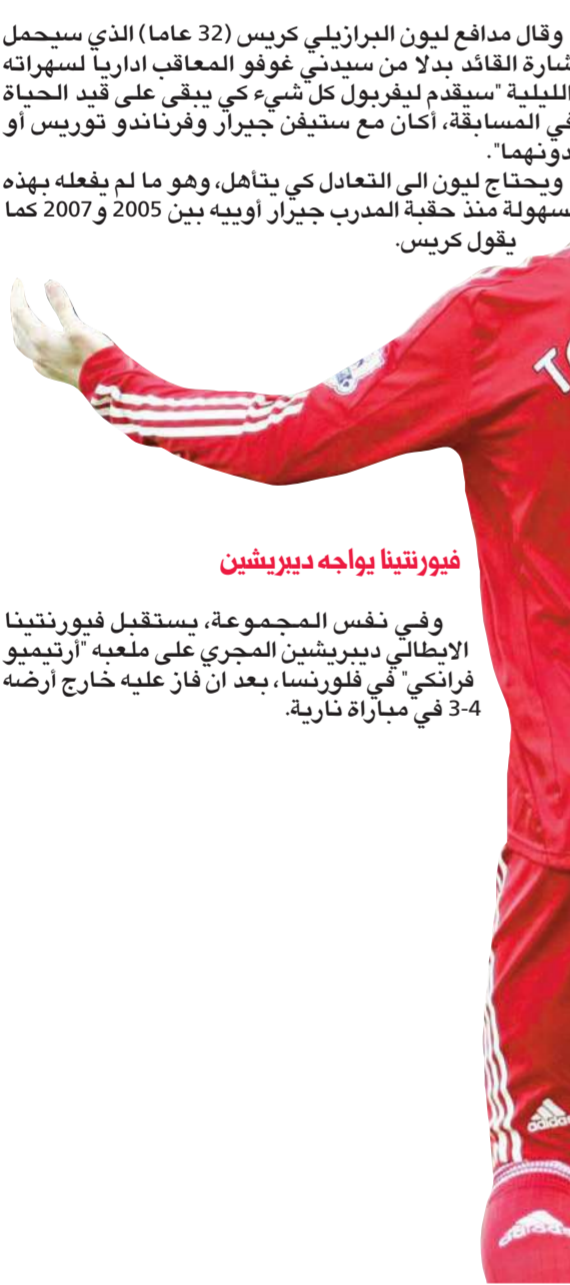 وقال مدافع ليون البرازيلي كريس (32 عاما) الذي سيحمل
شارة القائد بدلا من سيدني غوفو المعاقب اداريا لسهراته
الليلية "سيقدم ليفربول كل شيء كي يبقى على قيد الحياة
في المسابقة، أكان مع ستيفن جيرار وفرناندو توريس أو
دونهما".
ويحتاج ليون الى التعادل كي يتأهل، وهو ما لم يفعله بهذه
سهولة منذ حقبة المدرب جيرار أوييه بين 2005 و2007 كما
يقول كريس.
TO
فيورنتينا يواجه ديبريشين
وفي نفس المجموعة، يستقبل فيورنتينا
الايطالي ديبريشين المجري على ملعبه "أرتيميو
فرانكي" في فلورنسا، بعد ان فاز عليه خارج أرضه
4-3 في مباراة نارية.
adidas
adidas